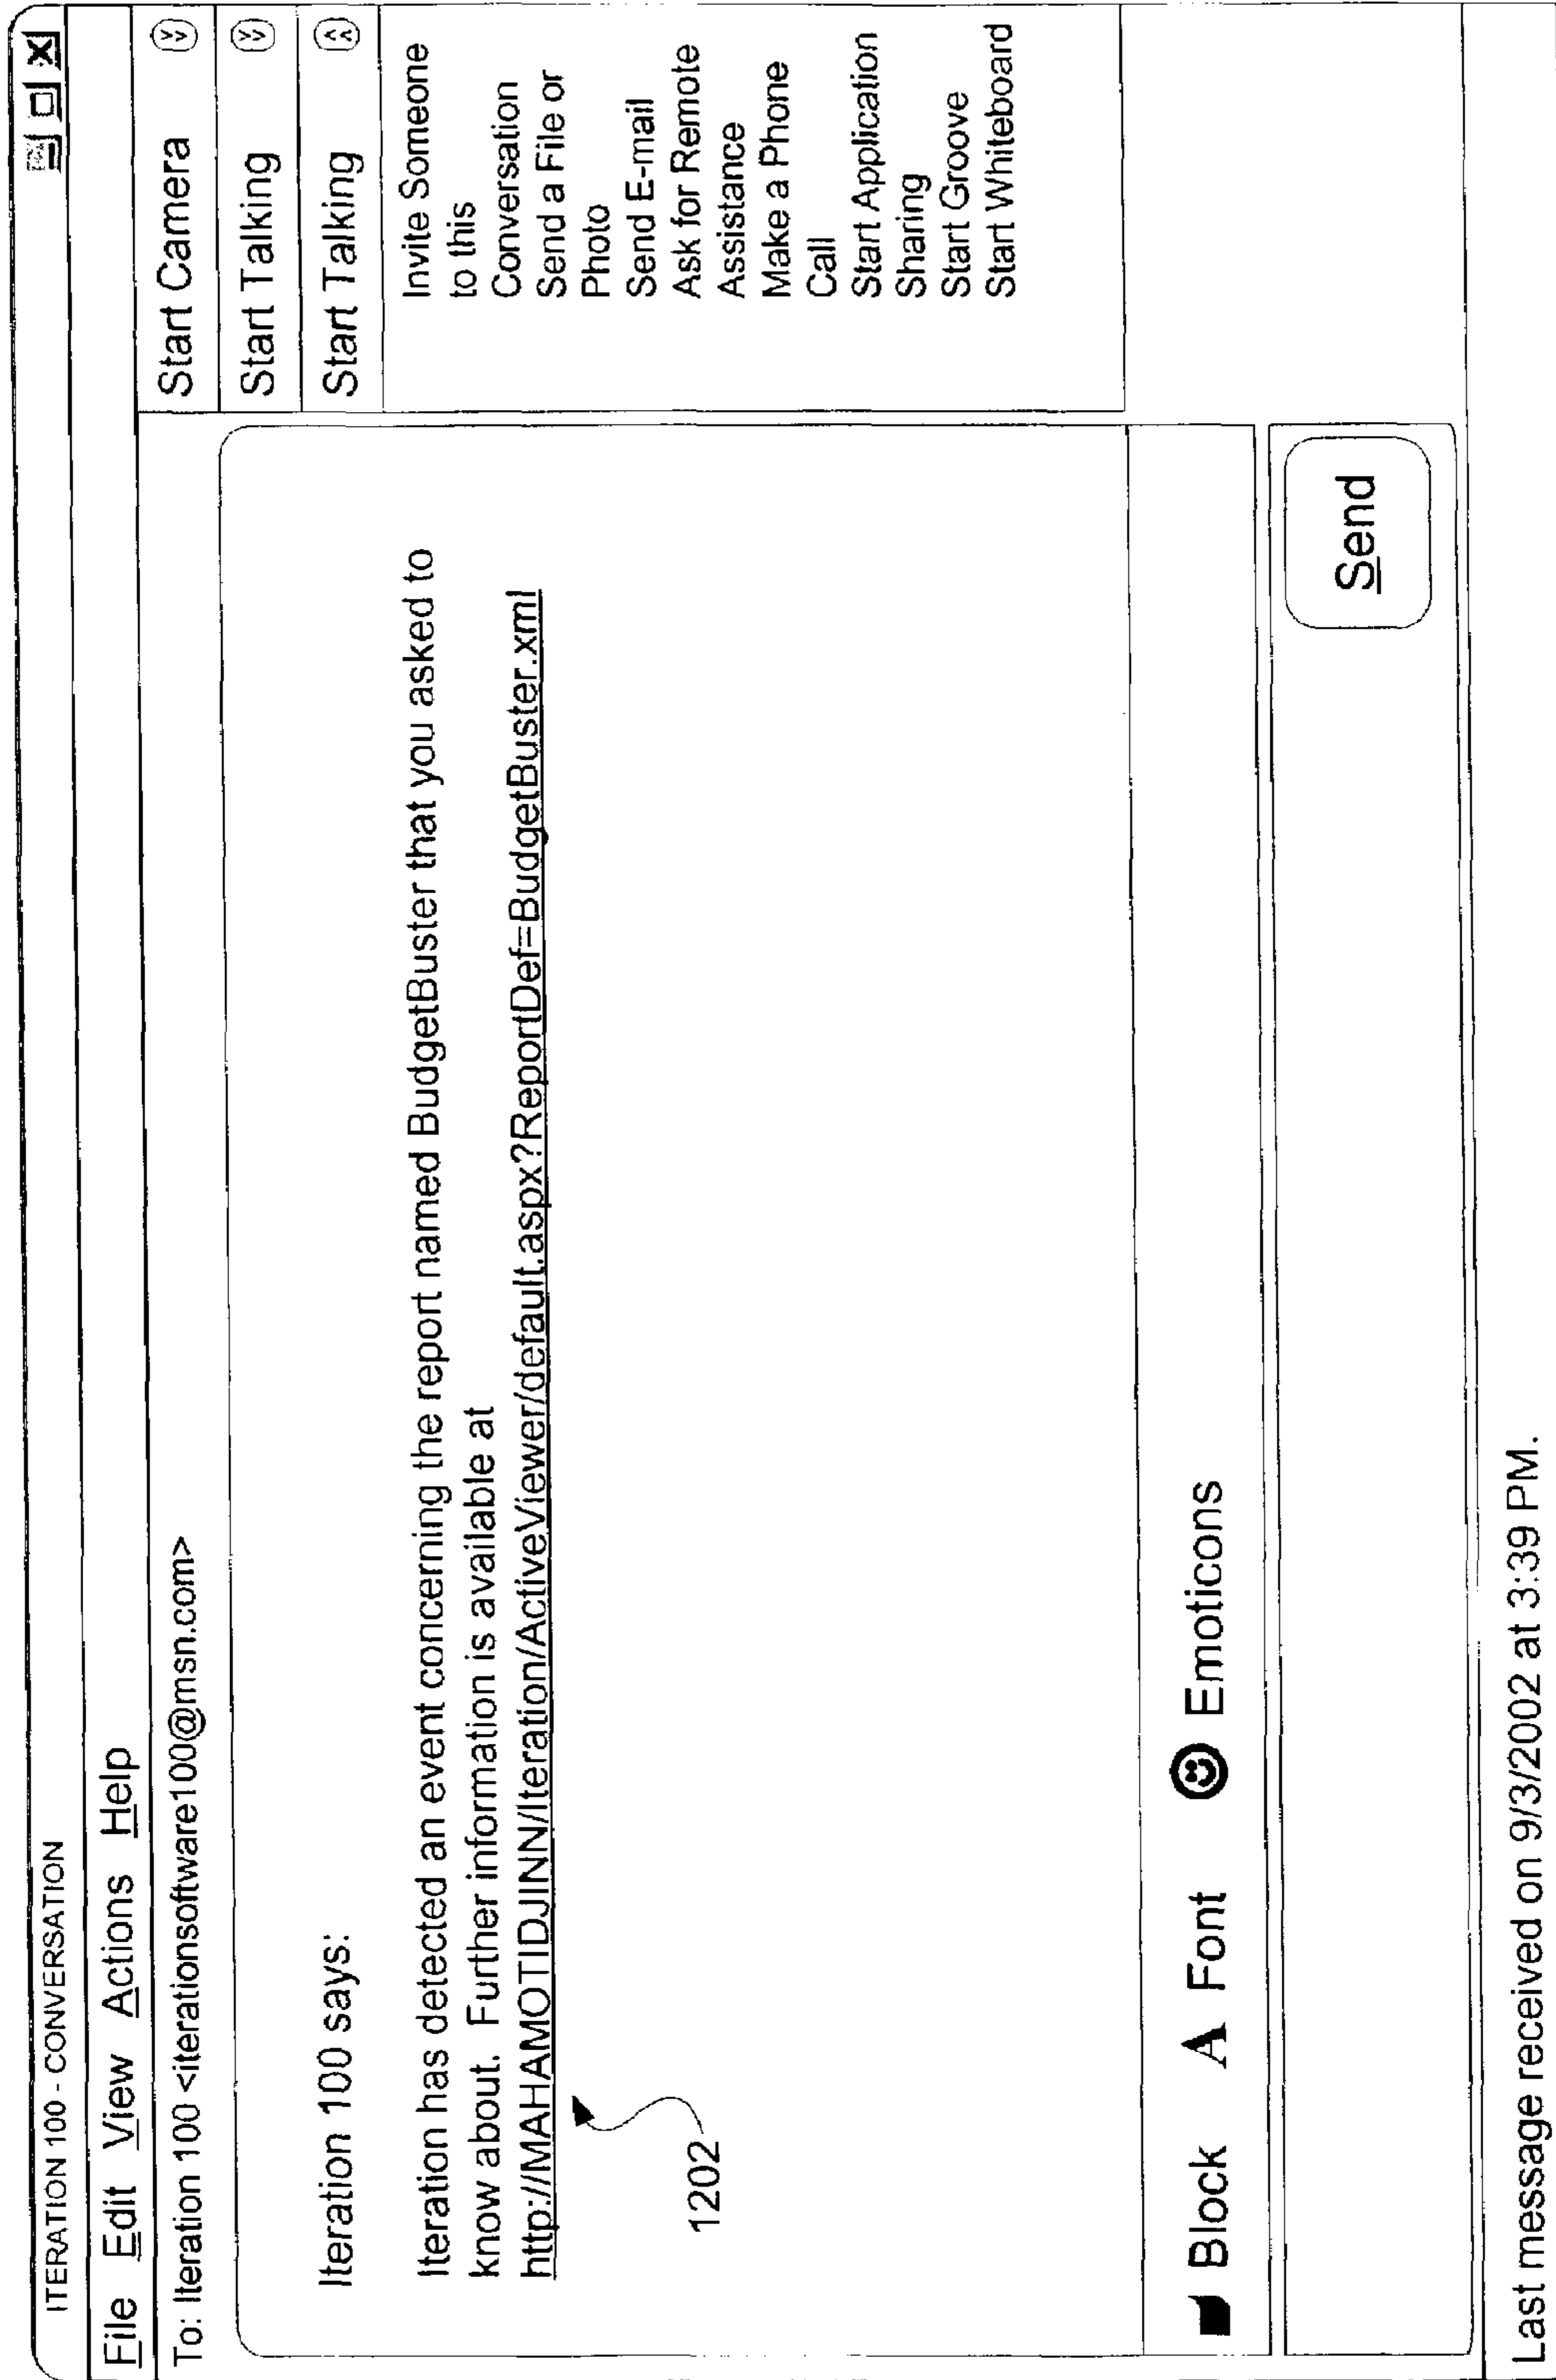 ITERATION 100 - CONVERSATION
File Edit View Actions Help
To: Iteration 100 <iterationsoftware100@msn.com>
Iteration 100 says:
Iteration has detected an event concerning the report named BudgetBuster that you asked to
know about. Further information is available at
http://MAHAMOTIDJINN/Iteration/ActiveViewer/default.aspx?ReportDef=BudgetBuster.xml
1202
Start Camera
Start Talking
Start Talking
Invite Someone
to this
Conversation
Send a File or
Photo
Send E-mail
Ask for Remote
Assistance
Make a Phone
Call
Start Application
Sharing
Start Groove
Start Whiteboard
Block A Font Emoticons
Send
Last message received on 9/3/2002 at 3:39 PM.